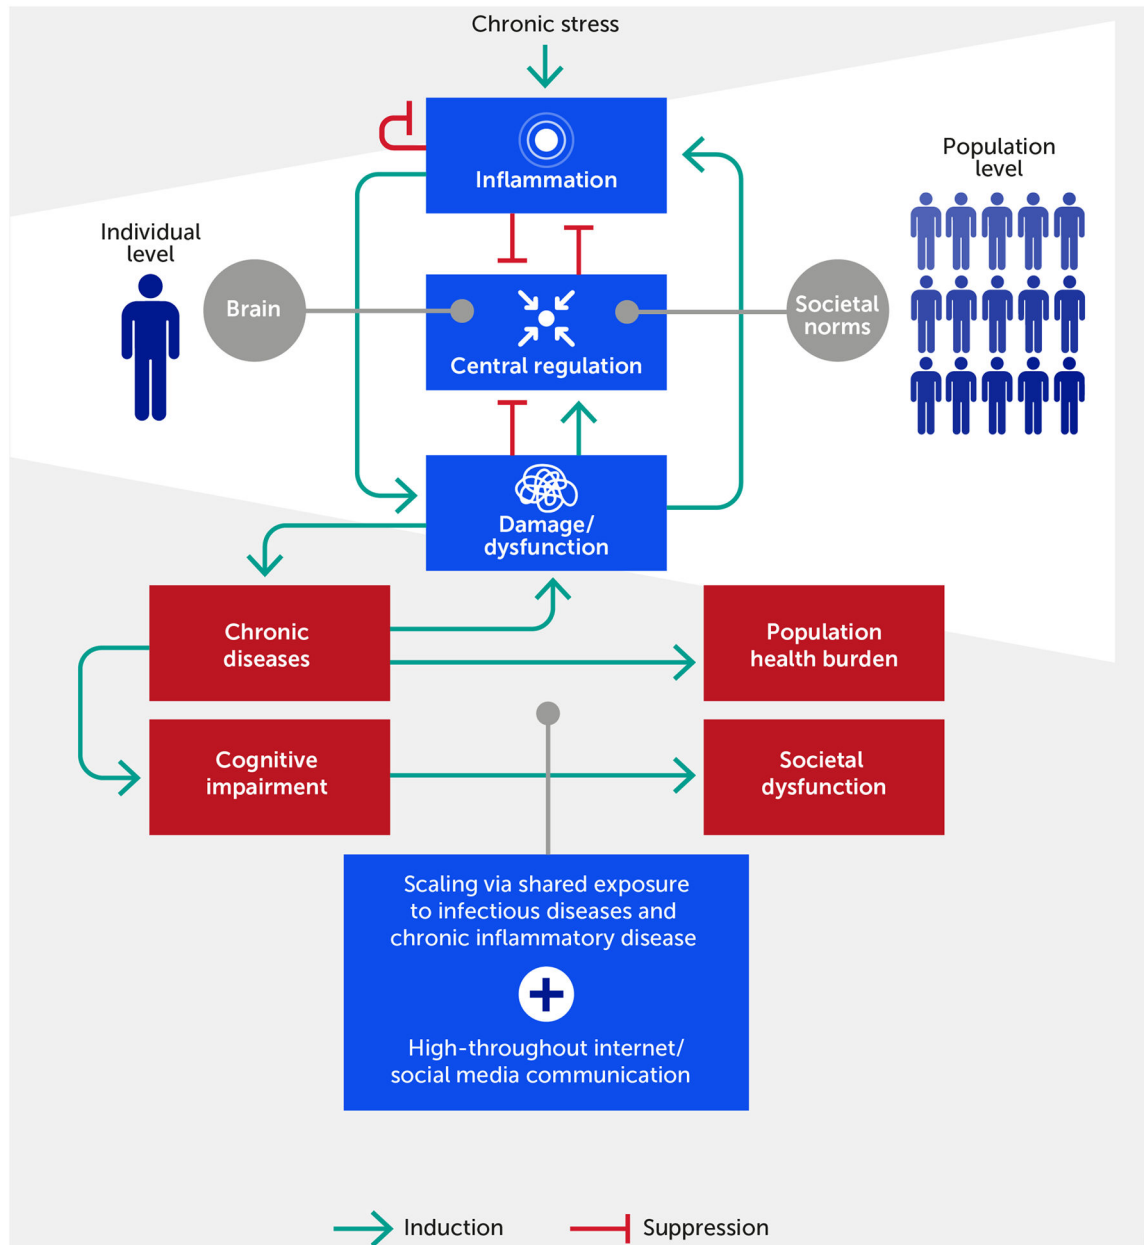 Chronic stress
Inflammation
Population
level
Individual
level
Brain
Societal
norms
Central regulation
Damage/
dysfunction
Chronic
diseases
Population
health burden
Cognitive
impairment
Societal
dysfunction
Scaling via shared exposure
to infectious diseases and
chronic inflammatory disease
High-throughout internet/
social media communication
Induction
Suppression